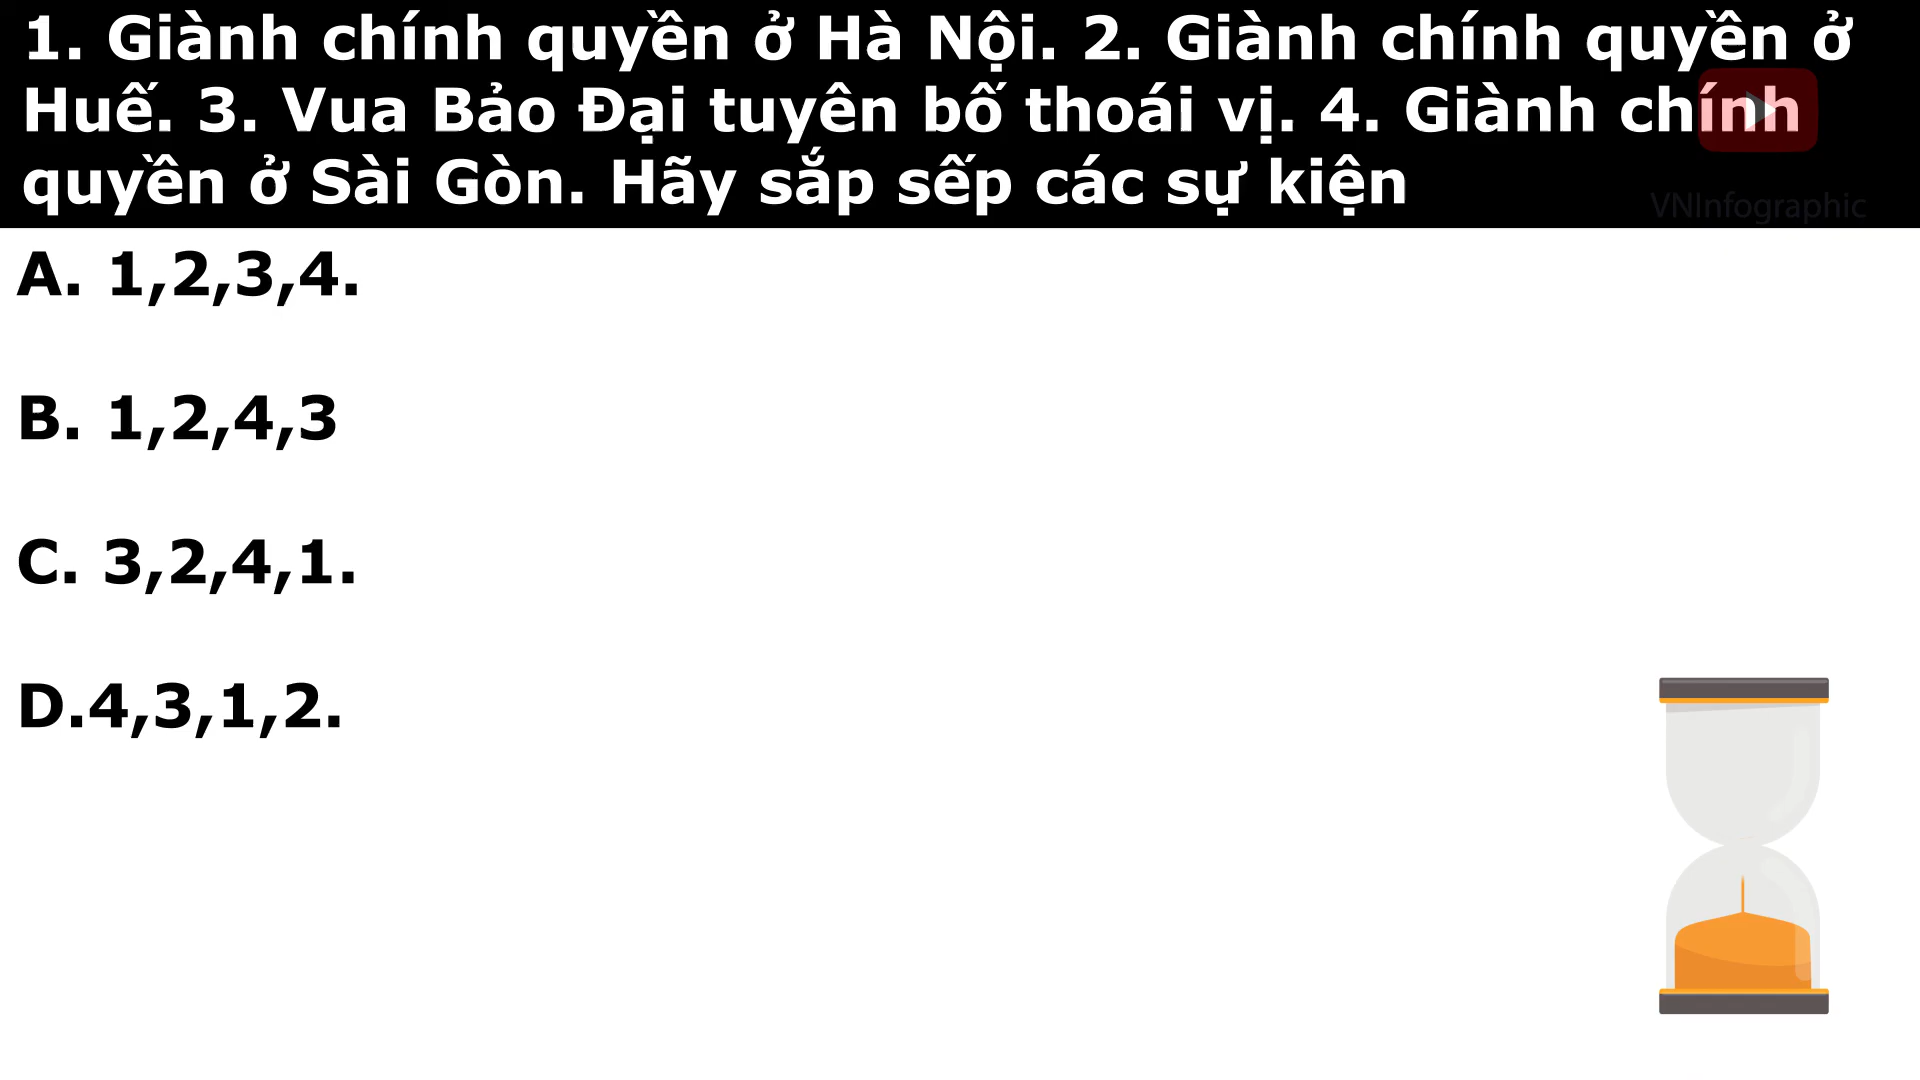 1. Giành chính quyền ở Hà Nội. 2. Giành chính quyền ở
Huế. 3. Vua Bảo Đại tuyên bố thoái vị. 4. Giành chính
quyền ở Sài Gòn. Hãy sắp sếp các sự kiện
VNInfographic
A. 1,2,3,4.
B. 1,2,4,3
C. 3,2,4,1.
D.4,3,1,2.